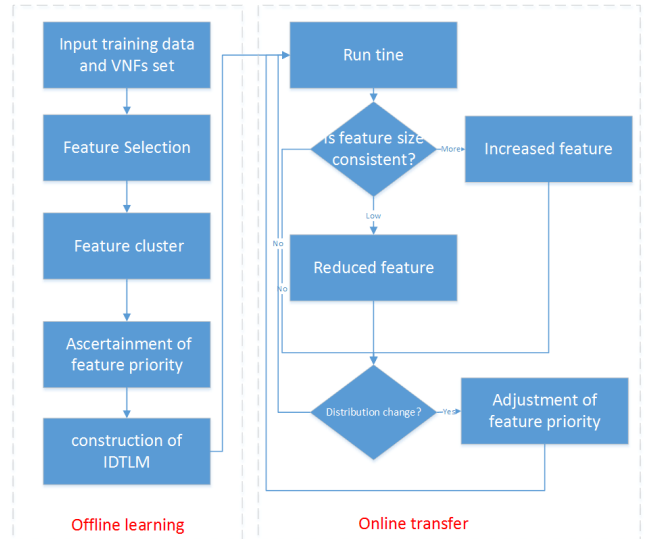 Input training data
and VNFs set
Feature Selection
Feature cluster
Ascertainment of
feature priority
construction of
IDTLM
Offline learning
Run tine
Is feature size
consistent?
More
Increased feature
Low
No
No
Reduced feature
Distribution change?
Yes
Adjustment of
feature priority
Online transfer